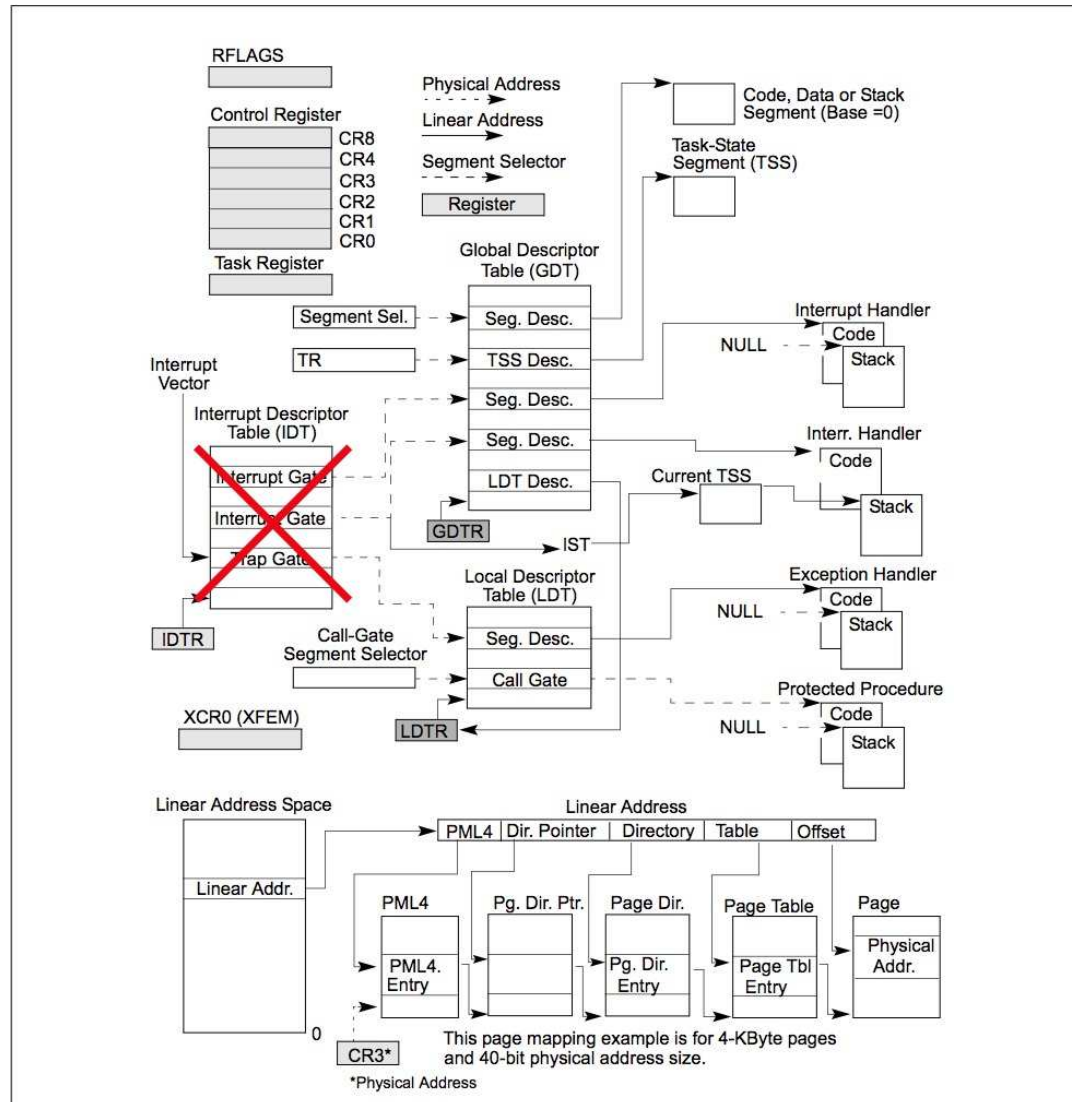 RFLAGS
Control Register
CR8
CR4
CR3
CR2
CR1
CR0
Task Register
Physical Address
Linear Address
Segment Selector
Register
Code, Data or Stack
Segment (Base =0)
Task-State
Segment (TSS)
Global Descriptor
Table (GDT)
Segment Sel.
Seg. Desc.
TR
TSS Desc.
Seg. Desc.
Seg. Desc.
LDT Desc.
GDTR
Interrupt Handler
Code
NULL
Stack
Interrupt
Vector
Interrupt Descriptor
Table (IDT)
Interrupt Gate
Interrupt Gate
Trap Gate
IDTR
Interr. Handler
Code
Current TSS
Stack
IST
Local Descriptor
Table (LDT)
Seg. Desc.
Call Gate
Call-Gate
Segment Selector
LDTR
XCR0 (XFEM)
Exception Handler
Code
NULL
Stack
Protected Procedure
Code
NULL
Stack
Linear Address Space
Linear Addr.
0
Linear Address
PML4 Dir. Pointer Directory Table Offset
PML4
PML4.
Entry
Pg. Dir. Ptr.
Page Dir.
Pg. Dir.
Entry
Page Table
Page Tbl
Entry
Page
Physical
Addr.
CR3*
*Physical Address
This page mapping example is for 4-KByte pages
and 40-bit physical address size.